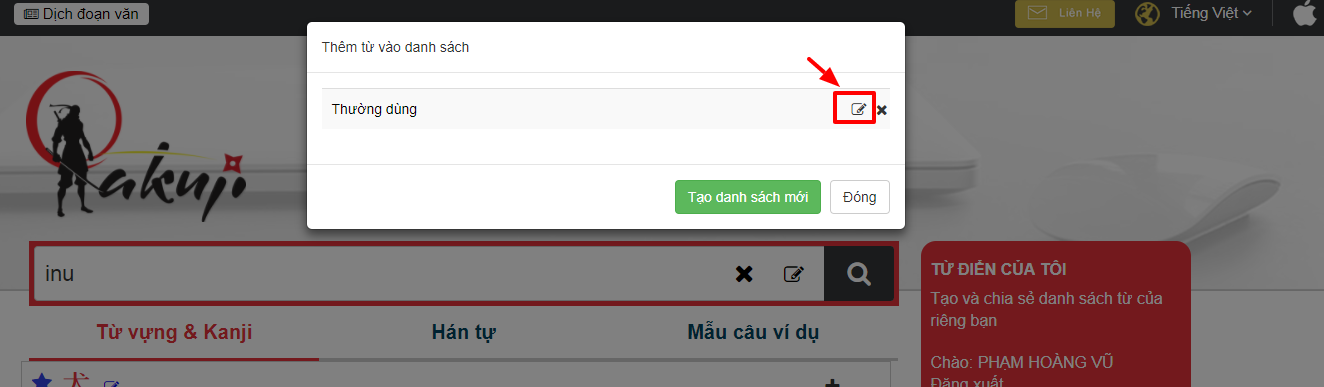 Dịch đoạn văn
Liên Hệ
Tiếng Việt
Thêm từ vào danh sách
Thường dùng
Tạo danh sách mới
Đóng
akuji
inu
Từ vựng & Kanji
Hán tự
Mẫu câu ví dụ
犬
TỪ ĐIỂN CỦA TÔI
Tạo và chia sẻ danh sách từ của
riêng bạn
Chào: PHẠM HOÀNG VŨ
Đăng xuất